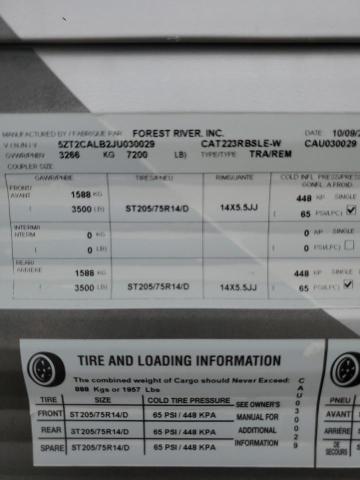 MANUFACTURED BY / FABRIQUE PAR FOREST RIVER, INC. DATE 10/09/2
V I N /N I V 5ZT2CALB2JU030029 CAT223RBSLE-W CAU030029
GVWR/PNBV 3266 KG 7200 LB) TYPE/TYPE TRA/REM
COUPLER SIZE
GAWR/PNBE TIRES/PNEU RIMS/JANTE COLD INFL PRESS/PRESS
GONFL A FROID
FRONT/ AVANT 1588 KG 448 KP SINGLE
( 3500 (LB) ST205/75R14/D 14X5.5JJ ( 65 PSI/LPC)
INTERM/
INTERM 0 KG 0 KP SINGLE
( 0 (LB) ( 0 PSI/LPC)
REAR/
ARRIERE 1588 448 KP SINGLE
( 3500 (LB) ST205/75R14/D 14X5.5JJ ( 65 PSI/LPC)
TIRE AND LOADING INFORMATION
The combined weight of Cargo should Never Exceed:
888 Kgs or 1957 Lbs
TIRE SIZE COLD TIRE PRESSURE SEE OWNER'S MANUAL FOR ADDITIONAL INFORMATION
FRONT ST205/75R14/D 65 PSI / 448 KPA
REAR ST205/75R14/D 65 PSI / 448 KPA
SPARE ST205/75R14/D 65 PSI / 448 KPA
CAU030029
PNEU
AVANT
ARRIÈRE
DE SECOURS